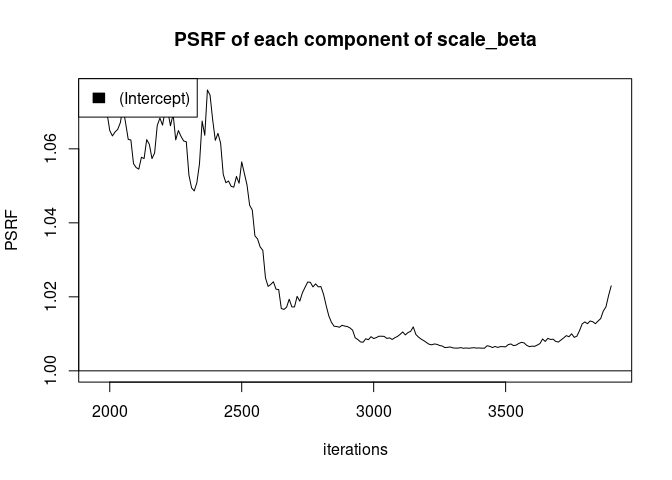 PSRF of each component of scale_beta
(Intercept)
PSRF
1.06
1.04
1.02
1.00
2000 2500 3000 3500
iterations